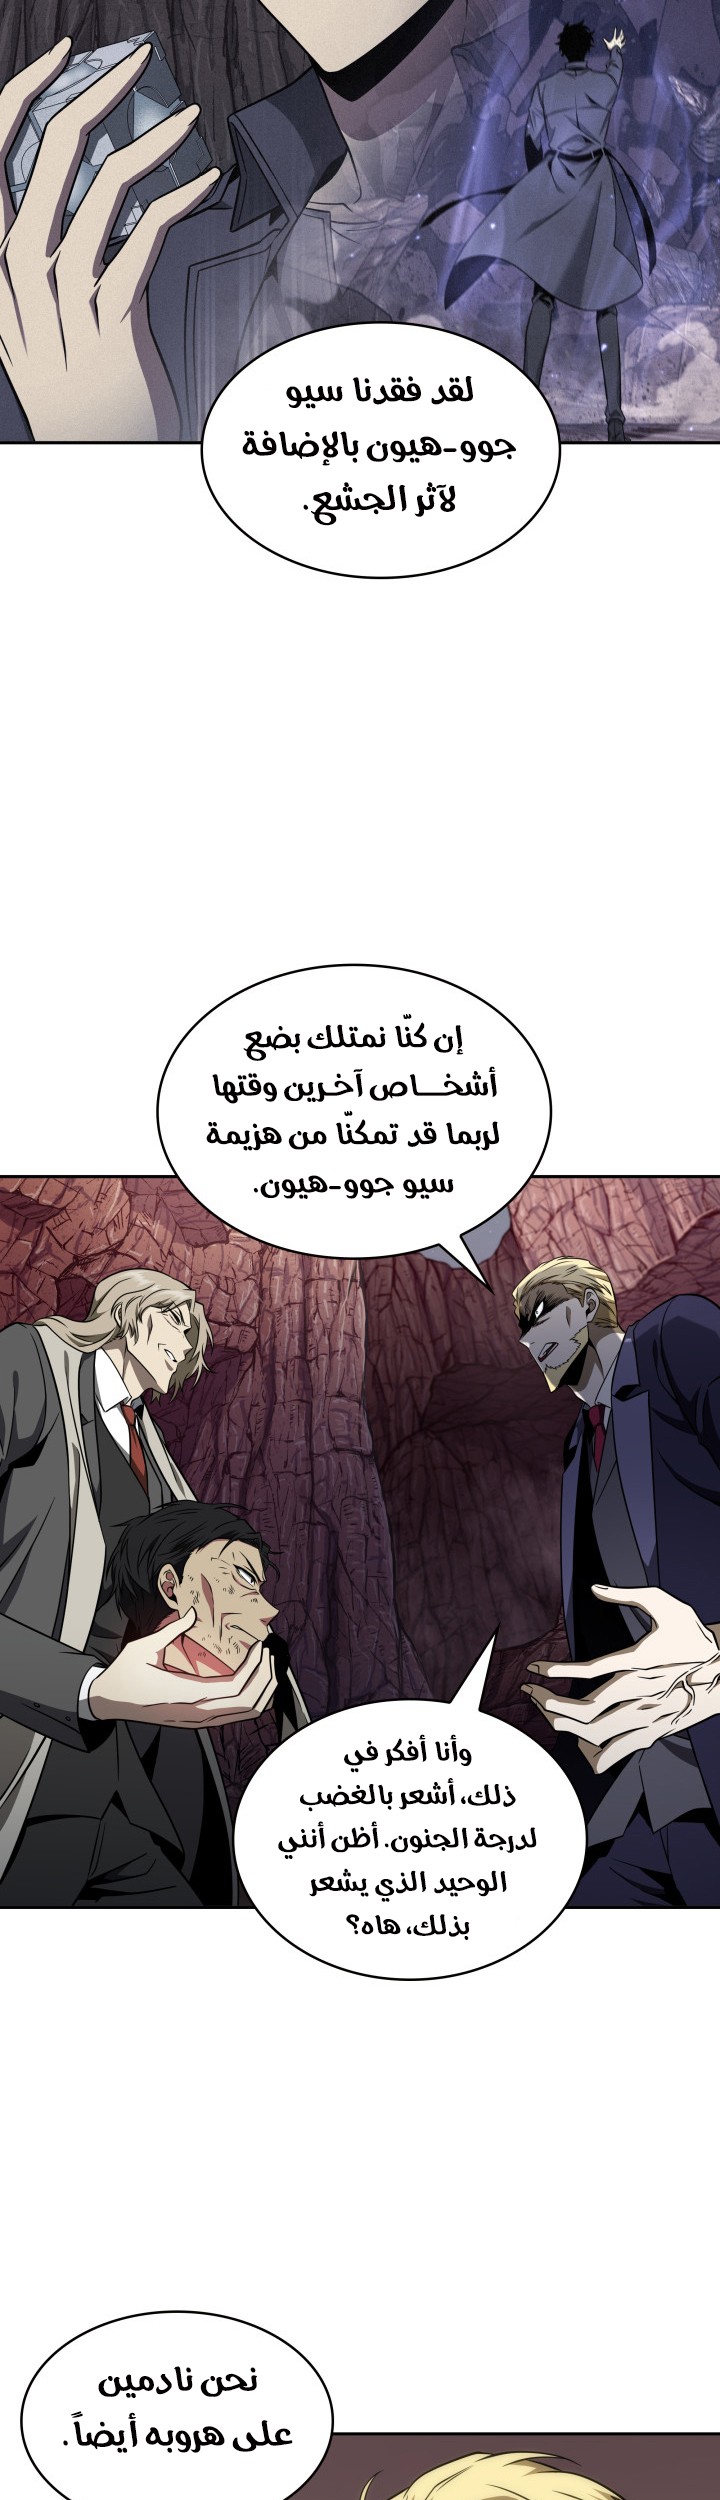 لقد فقدنا سيو
جوو-هيون بالإضافة
لآثر الجشع.
إن كنّا نمتلك بضع
أشخـــاص آخرين وقتها
لربما قد تمكنّا من هزيمة
سيو جوو-هيون.
وأنا أفكر في
ذلك، أشعر بالغضب
لدرجة الجنون. أظن أنني
الوحيد الذي يشعر
بذلك، هاه؟
نحن نادمين
على هروبه أيضاً.